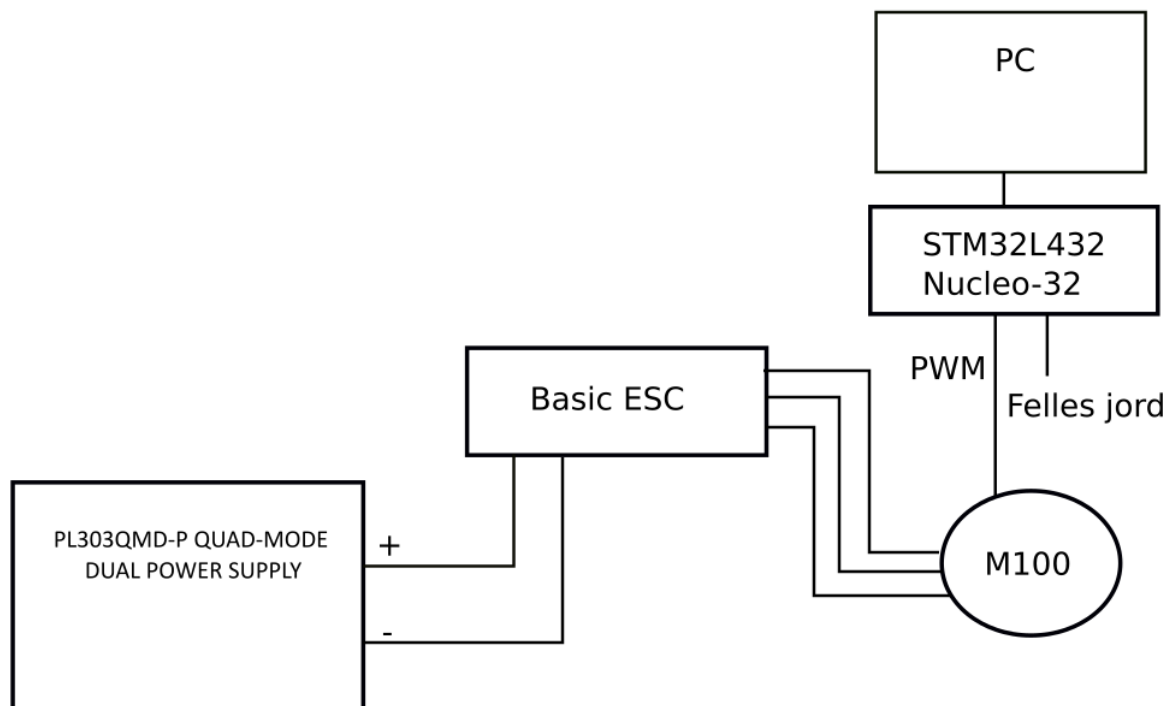 PC
STM32L432
Nucleo-32
PWM
Felles jord
Basic ESC
PL303QMD-P QUAD-MODE
DUAL POWER SUPPLY
+
-
M100